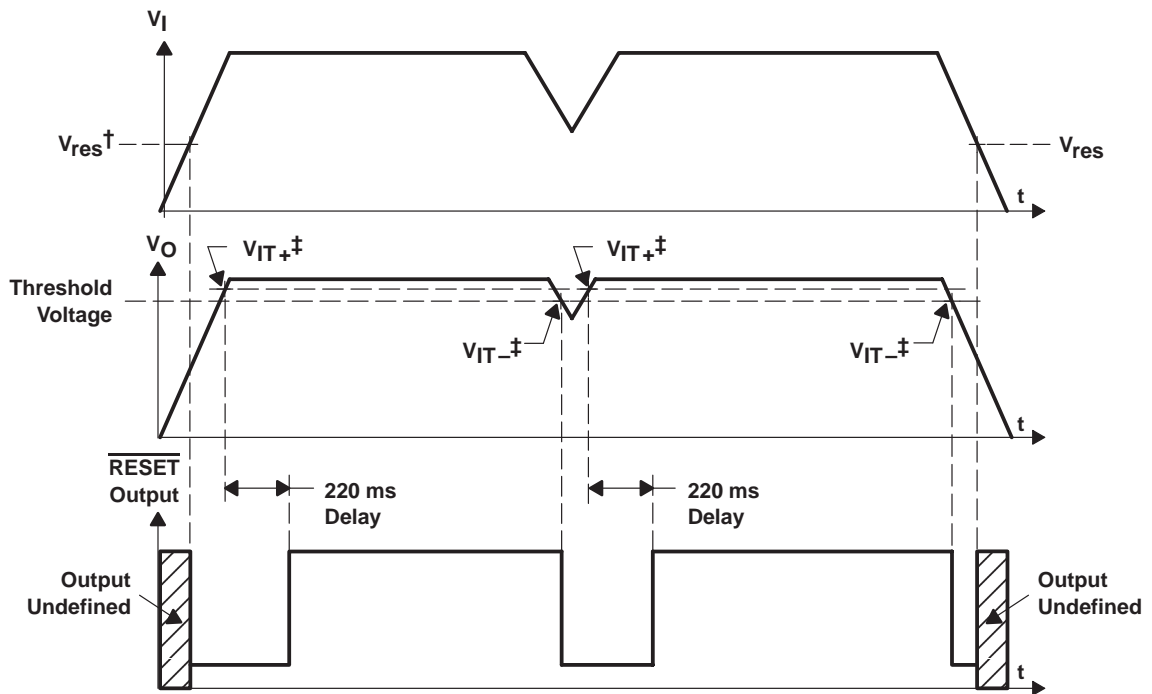 VI
Vres†
Vres
t
VO
VIT+‡
VIT+‡
Threshold
Voltage
VIT−‡
VIT−‡
t
RESET
Output
220 ms
Delay
220 ms
Delay
Output
Undefined
Output
Undefined
t